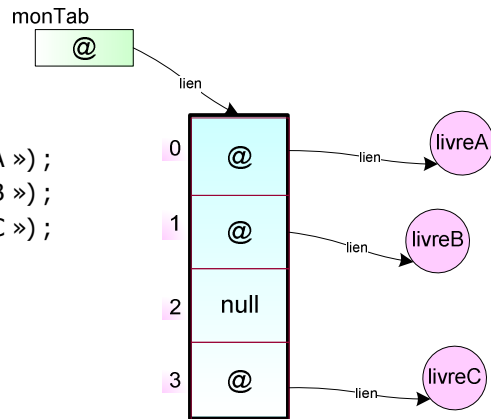 monTab
@
lien
A ») ;
B ») ;
C ») ;
0
@
lien
livreA
1
@
lien
livreB
2
null
3
@
lien
livreC